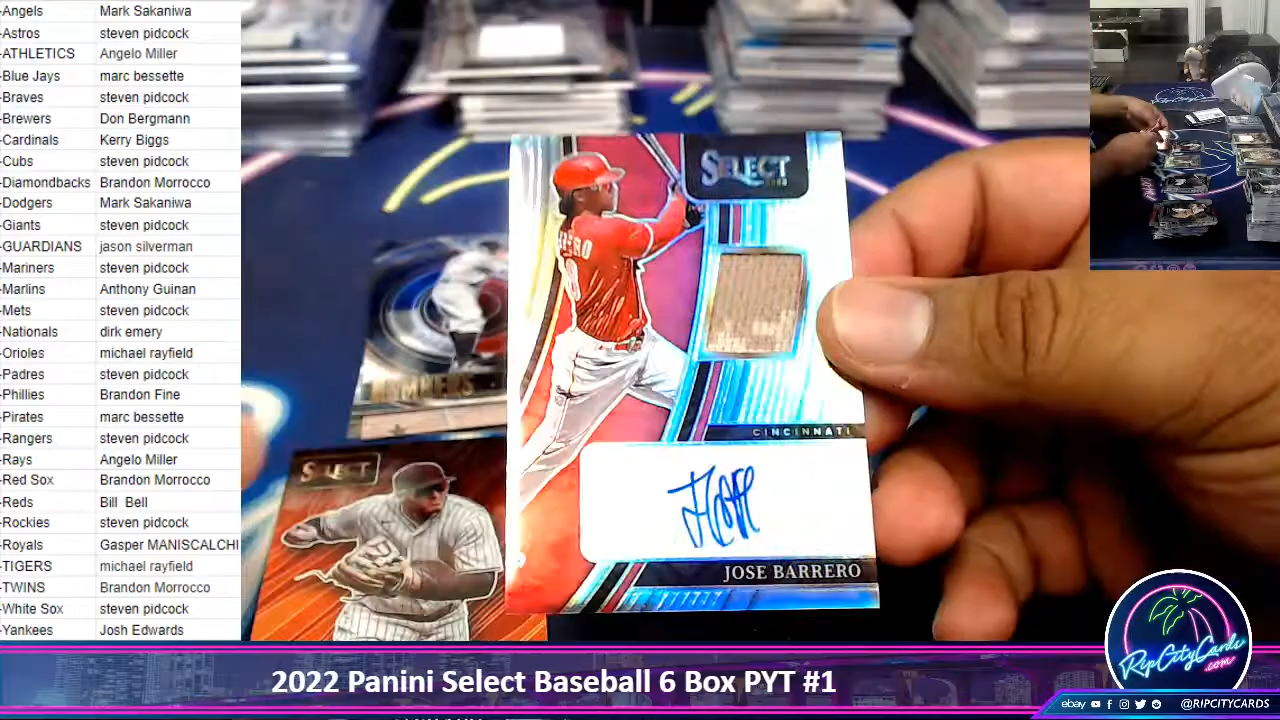 -Angels Mark Sakaniwa
-Astros steven pidcock
-ATHLETICS Angelo Miller
-Blue Jays marc bessette
-Braves steven pidcock
-Brewers Don Bergmann
-Cardinals Kerry Biggs
-Cubs steven pidcock
-Diamondbacks Brandon Morrocco
-Dodgers Mark Sakaniwa
-Giants steven pidcock
-GUARDIANS jason silverman
-Mariners steven pidcock
-Marlins Anthony Guinan
-Mets steven pidcock
-Nationals dirk emery
-Orioles michael rayfield
-Padres steven pidcock
-Phillies Brandon Fine
-Pirates marc bessette
-Rangers steven pidcock
-Rays Angelo Miller
-Red Sox Brandon Morrocco
-Reds Bill Bell
-Rockies steven pidcock
-Royals Gasper MANISCALCHI
-TIGERS michael rayfield
-TWINS Brandon Morrocco
-White Sox steven pidcock
-Yankees Josh Edwards
SELECT
CINCINNATI
JOSE BARRERO
SELECT
2022 Panini Select Baseball 6 Box PYT #1
RipCityCards
.com
ebay @RIPCITYCARDS